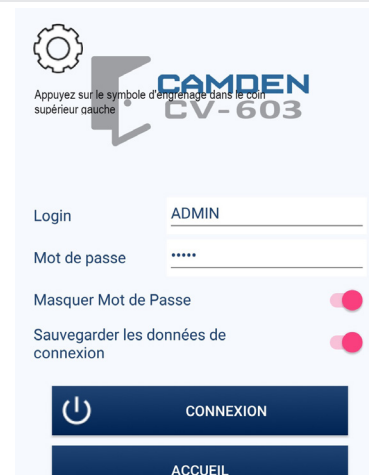 CAMDEN
CV-603
Appuyez sur le symbole d'engrenage dans le coin
supérieur gauche
Login
ADMIN
Mot de passe
•••••
Masquer Mot de Passe
Sauvegarder les données de
connexion
CONNEXION
ACCUEIL